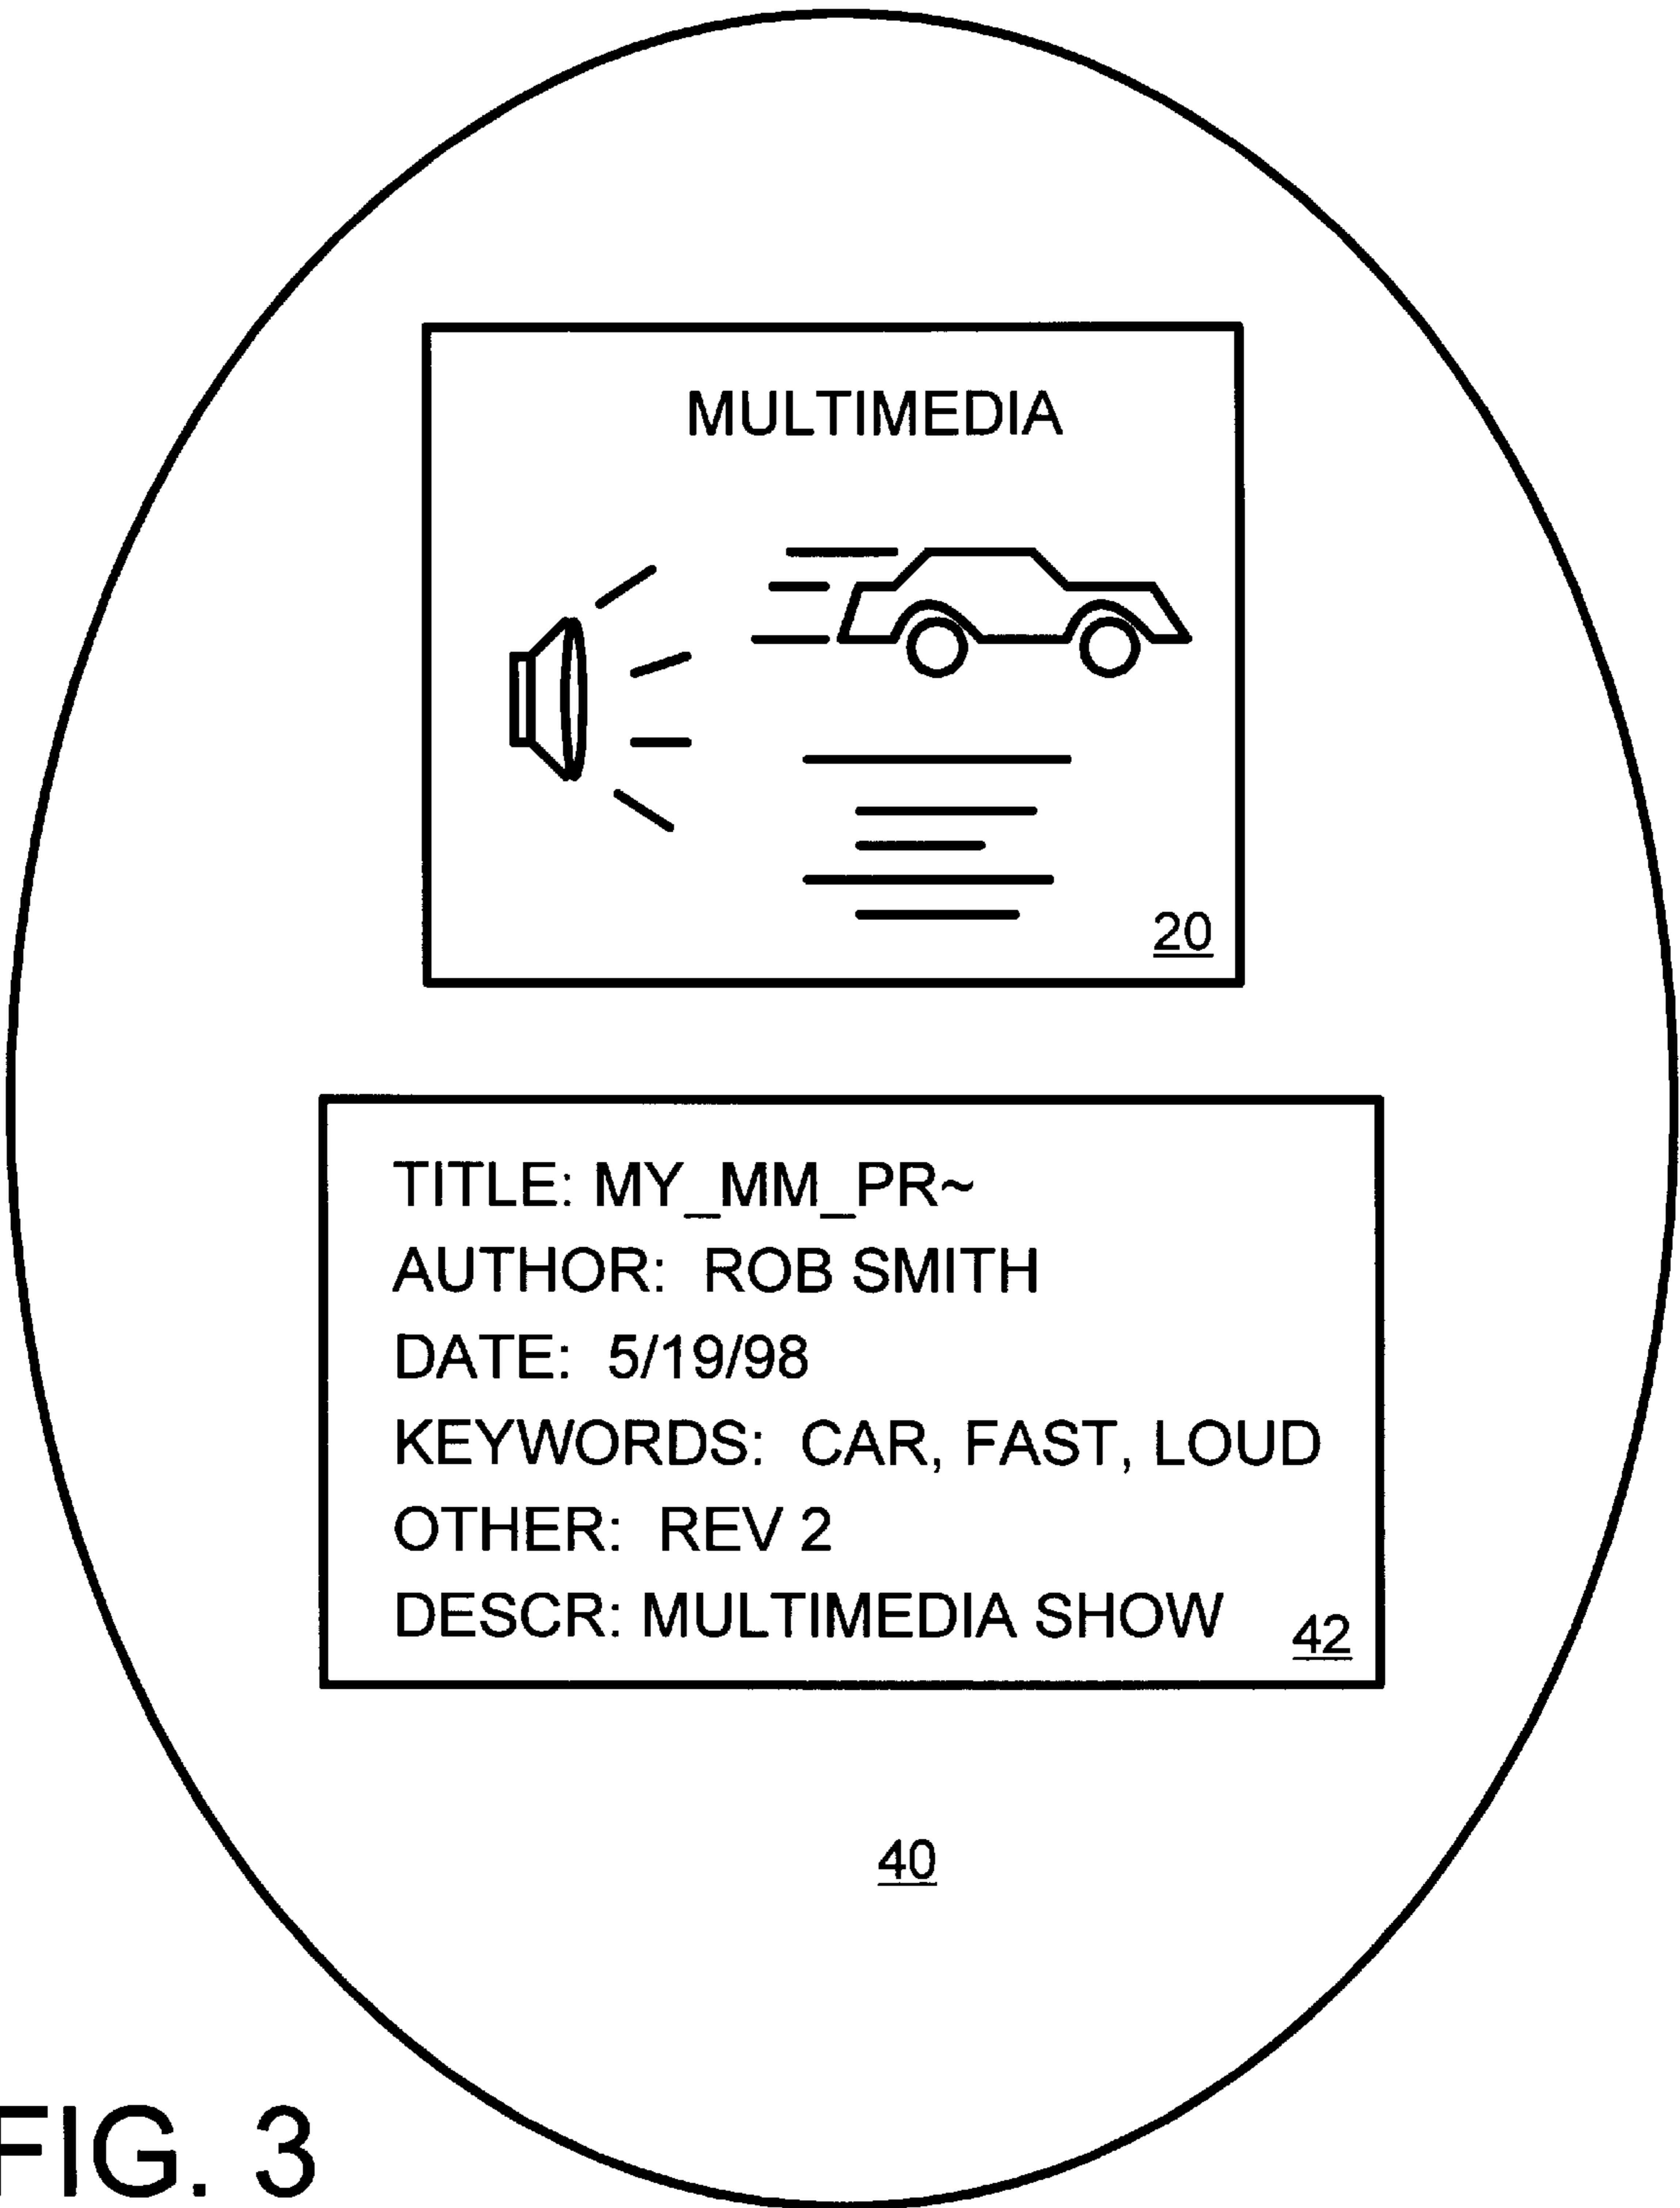 MULTIMEDIA
20
TITLE: MY_MM_PR~
AUTHOR: ROB SMITH
DATE: 5/19/98
KEYWORDS: CAR, FAST, LOUD
OTHER: REV 2
DESCR: MULTIMEDIA SHOW
42
40
FIG. 3